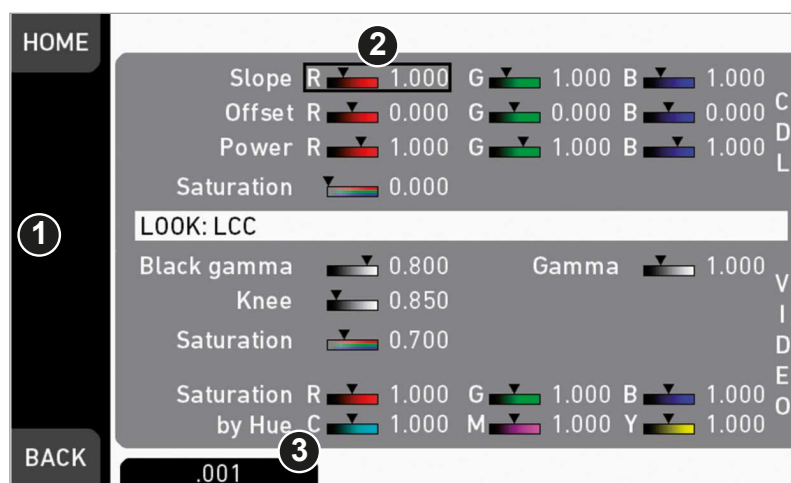 HOME
2
Slope R 1.000 G 1.000 B 1.000
Offset R 0.000 G 0.000 B 0.000
Power R 1.000 G 1.000 B 1.000
CDL
Saturation 0.000
1
LOOK: LCC
Black gamma 0.800 Gamma 1.000
Knee 0.850
Saturation 0.700
Saturation R 1.000 G 1.000 B 1.000
by Hue C 1.000 M 1.000 Y 1.000
VIDEO
BACK
3
.001